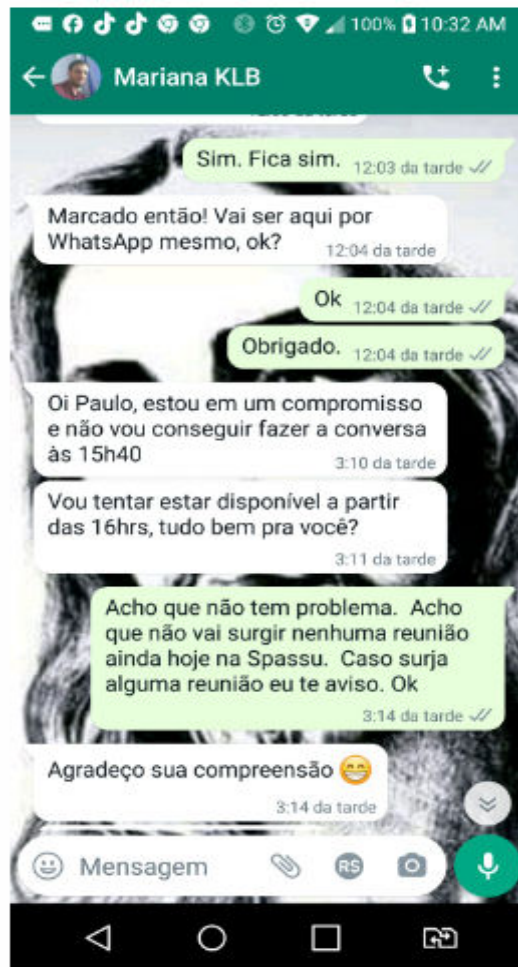 100% 10:32 AM
Mariana KLB
Sim. Fica sim.
12:03 da tarde
Marcado então! Vai ser aqui por
WhatsApp mesmo, ok?
12:04 da tarde
Ok
12:04 da tarde
Obrigado.
12:04 da tarde
Oi Paulo, estou em um compromisso
e não vou conseguir fazer a conversa
às 15h40
3:10 da tarde
Vou tentar estar disponível a partir
das 16hrs, tudo bem pra você?
3:11 da tarde
Acho que não tem problema. Acho
que não vai surgir nenhuma reunião
ainda hoje na Spassu. Caso surja
alguma reunião eu te aviso. Ok
3:14 da tarde
Agradeço sua compreensão
3:14 da tarde
Mensagem
RS